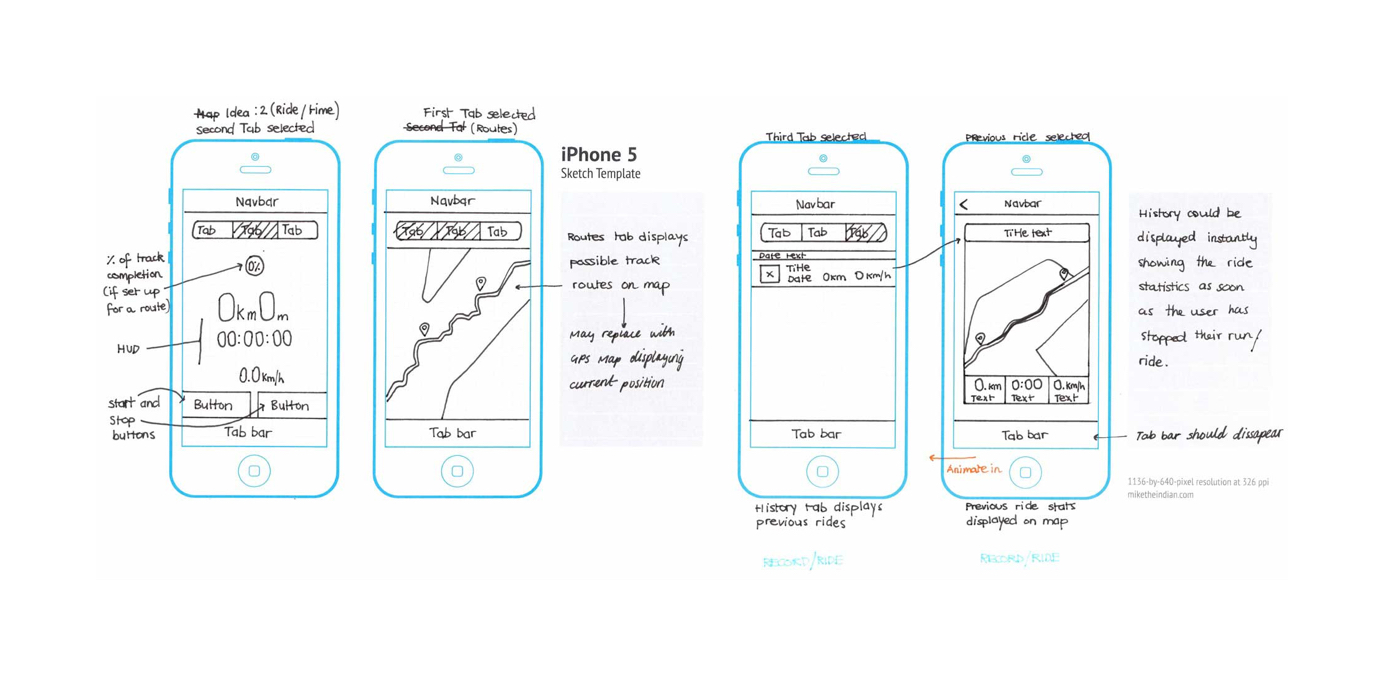 Map Idea : 2 (Ride/time)
Second Tab selected
Navbar
Tab Tab Tab
% of track
completion
(if set up
for a route)
0%
0km0m
00:00:00
HUD
0.0km/h
Start and
stop
buttons
Button Button
Tab bar
First Tab selected
Second Tat (Routes)
Navbar
Tab Tab Tab
Tab bar
iPhone 5
Sketch Template
Routes tab displays
possible track
routes on map
May replace with
GPS Map displaying
current position
Third Tab selected
Navbar
Tab Tab Tab
Date text
x Title
Date 0km 0km/h
Tab bar
History tab displays
previous rides
RECORD/RIDE
Previous ride selected
< Navbar
Title text
0.km 0:00 0.km/h
Text Text Text
Tab bar
Animate in
Previous ride stats
displayed on map
RECORD/RIDE
History could be
displayed instantly
showing the ride
statistics as soon
as the user has
stopped their run/
ride.
Tab bar should dissapear
1136-by-640-pixel resolution at 326 ppi
miketheindian.com